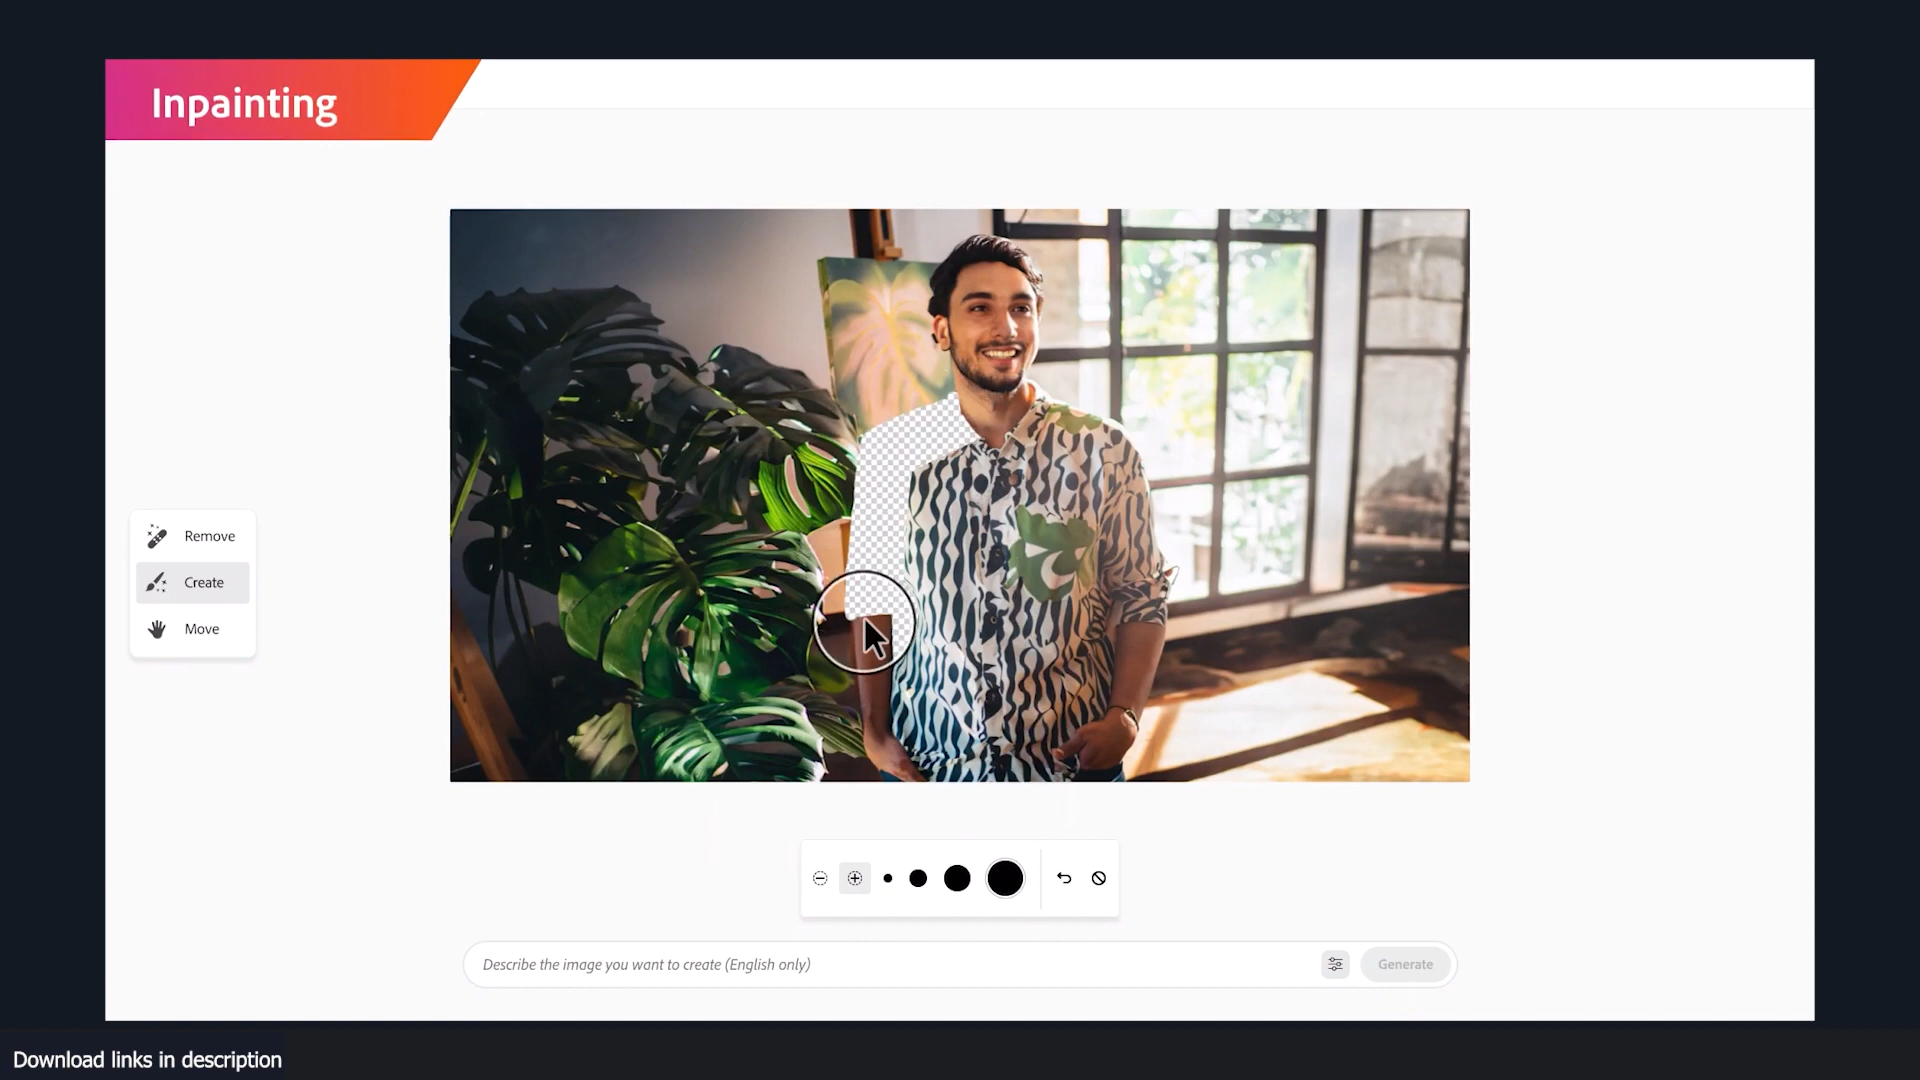 Inpainting
Remove
Create
Move
Describe the image you want to create (English only)
Generate
Download links in description